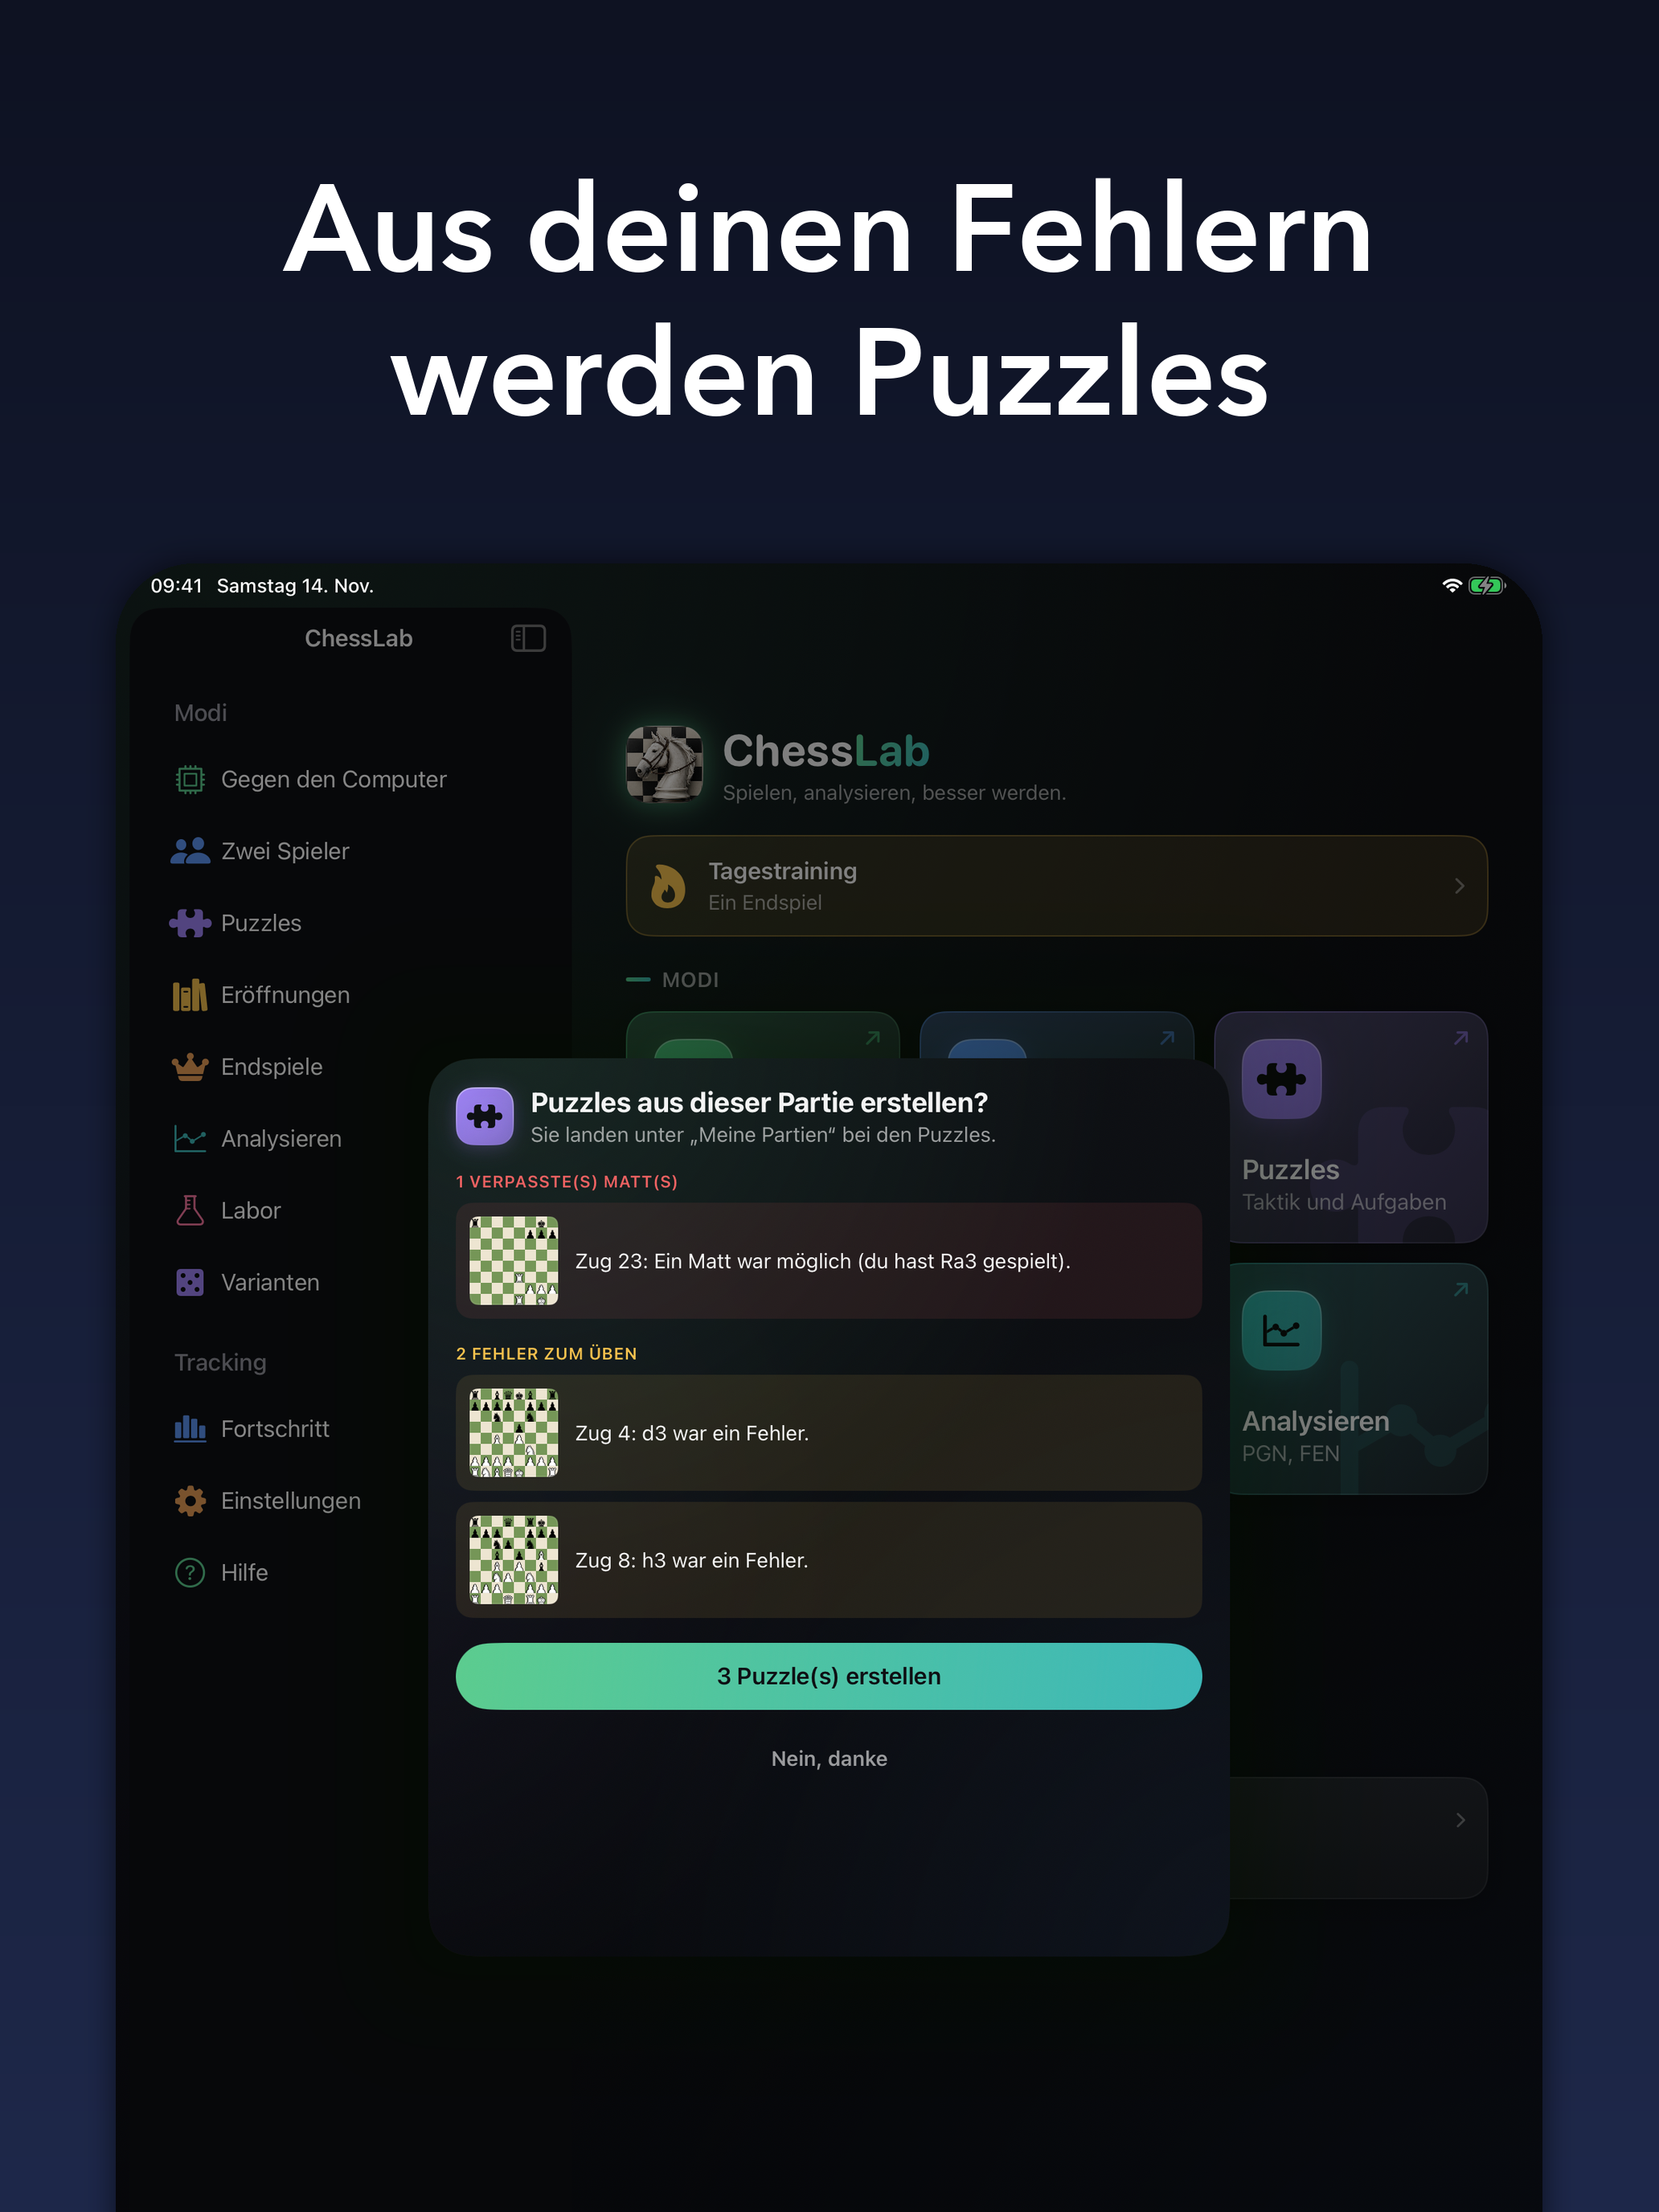 Aus deinen Fehlern
werden Puzzles
09:41 Samstag 14. Nov.
ChessLab
Modi
Gegen den Computer
Zwei Spieler
Puzzles
Eröffnungen
Endspiele
Analysieren
Labor
Varianten
Tracking
Fortschritt
Einstellungen
Hilfe
ChessLab
Spielen, analysieren, besser werden.
Tagestraining
Ein Endspiel
MODI
Puzzles
Taktik und Aufgaben
Analysieren
PGN, FEN
Puzzles aus dieser Partie erstellen?
Sie landen unter „Meine Partien“ bei den Puzzles.
1 VERPASSTE(S) MATT(S)
Zug 23: Ein Matt war möglich (du hast Ra3 gespielt).
2 FEHLER ZUM ÜBEN
Zug 4: d3 war ein Fehler.
Zug 8: h3 war ein Fehler.
3 Puzzle(s) erstellen
Nein, danke